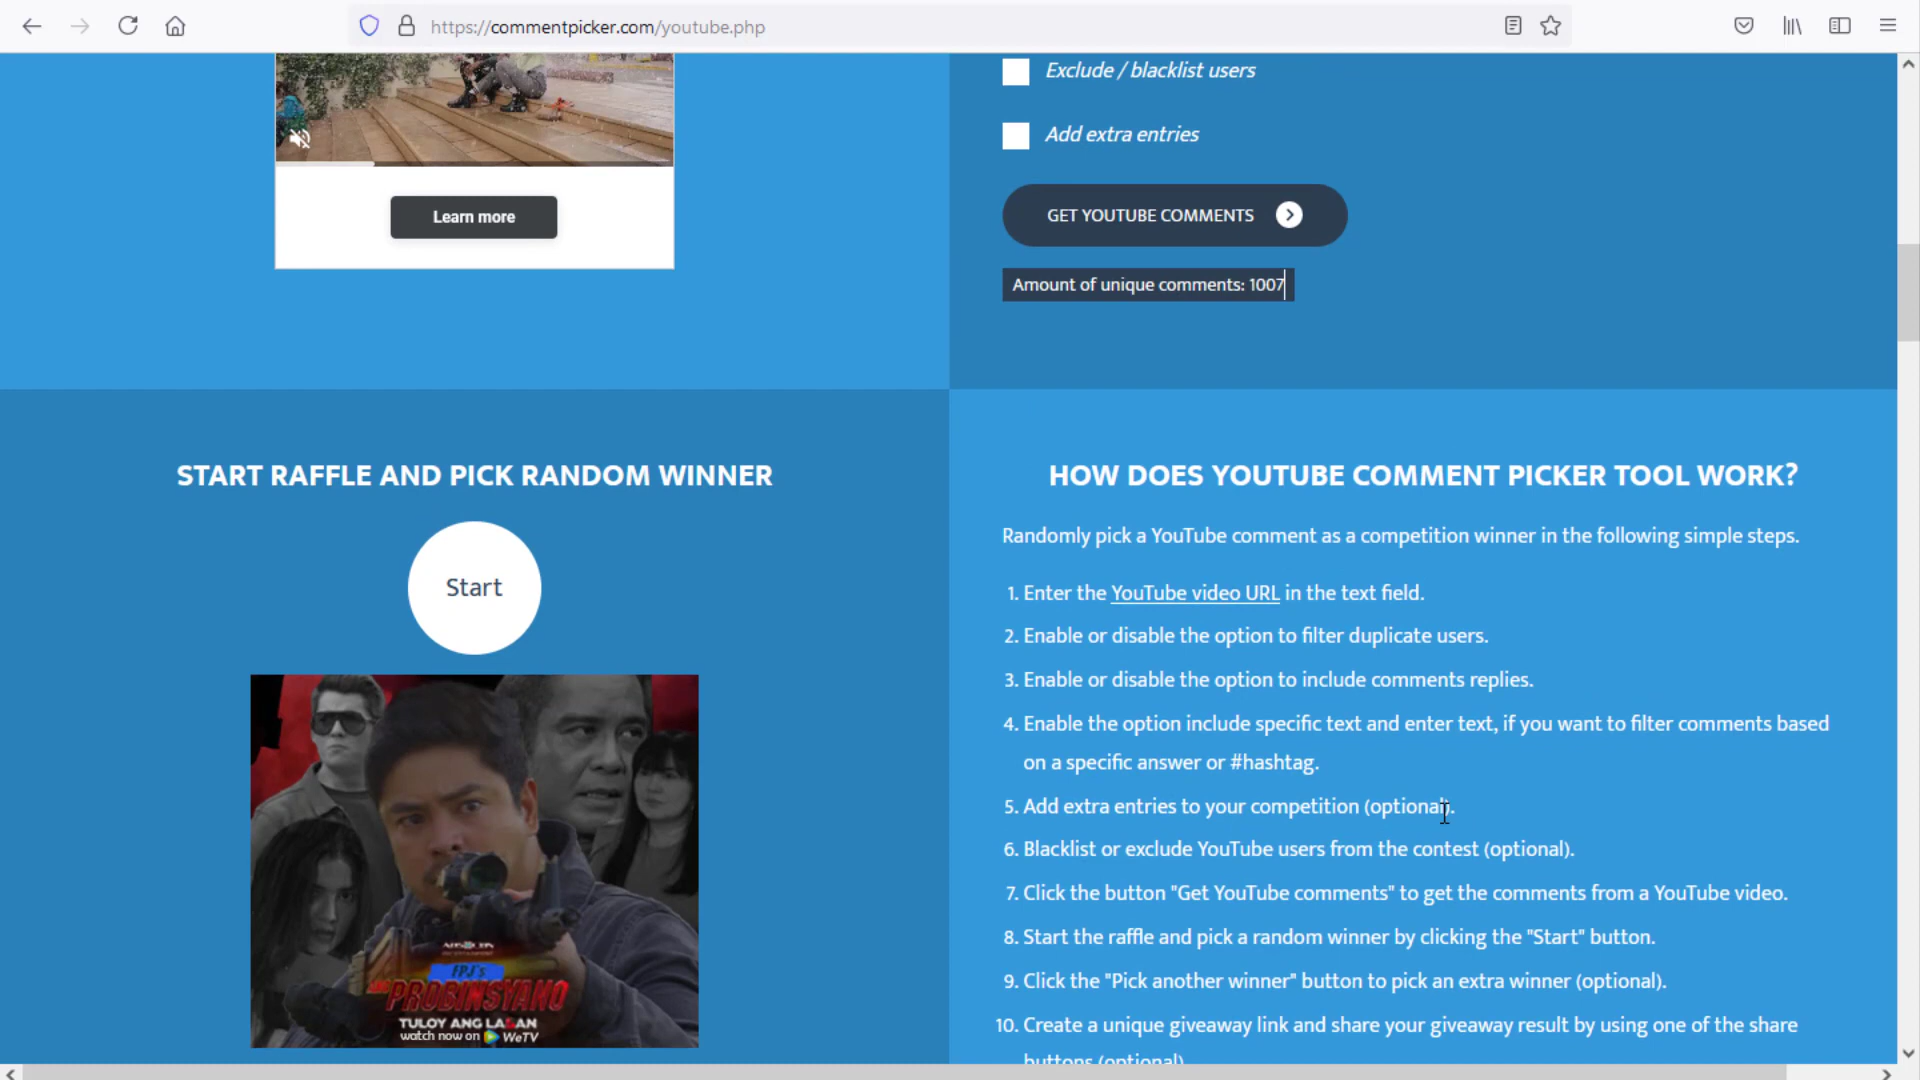 https://commentpicker.com/youtube.php
Exclude / blacklist users
Add extra entries
Learn more
GET YOUTUBE COMMENTS
Amount of unique comments: 1007
START RAFFLE AND PICK RANDOM WINNER
Start
FPJ's
PROBINSYANO
TULOY ANG LABAN
watch now on WeTV
HOW DOES YOUTUBE COMMENT PICKER TOOL WORK?
Randomly pick a YouTube comment as a competition winner in the following simple steps.
1. Enter the YouTube video URL in the text field.
2. Enable or disable the option to filter duplicate users.
3. Enable or disable the option to include comments replies.
4. Enable the option include specific text and enter text, if you want to filter comments based
on a specific answer or #hashtag.
5. Add extra entries to your competition (optional).
6. Blacklist or exclude YouTube users from the contest (optional).
7. Click the button "Get YouTube comments" to get the comments from a YouTube video.
8. Start the raffle and pick a random winner by clicking the "Start" button.
9. Click the "Pick another winner" button to pick an extra winner (optional).
10. Create a unique giveaway link and share your giveaway result by using one of the share
buttons (optional)